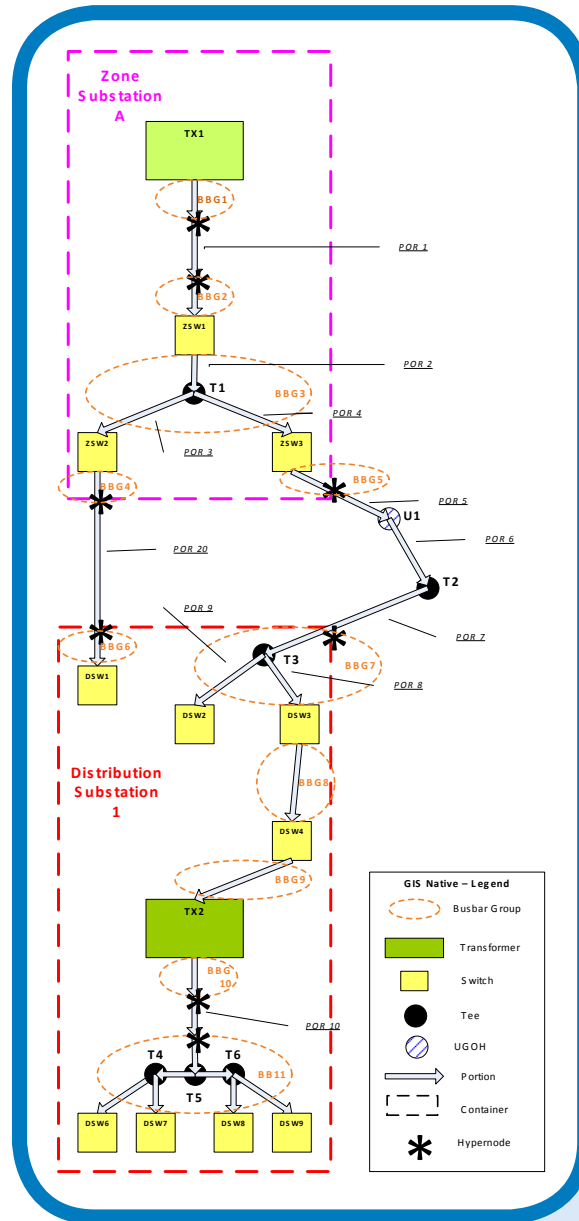 Zone
Substation
A
TX1
BBG1
POR 1
BBG2
ZSW1
POR 2
BBG3
T1
POR 4
ZSW2
ZSW3
POR 3
BBG4
BBG5
POR 5
U1
POR 6
POR 20
T2
POR 9
POR 7
BBG6
T3
BBG7
DSW1
POR 8
DSW2
DSW3
Distribution
Substation
1
BBG8
DSW4
BBG9
TX2
BBG
10
POR 10
T4
T6
BB11
T5
DSW6
DSW7
DSW8
DSW9
GIS Native – Legend
Busbar Group
Transformer
Switch
Tee
UGOH
Portion
Container
Hypernode